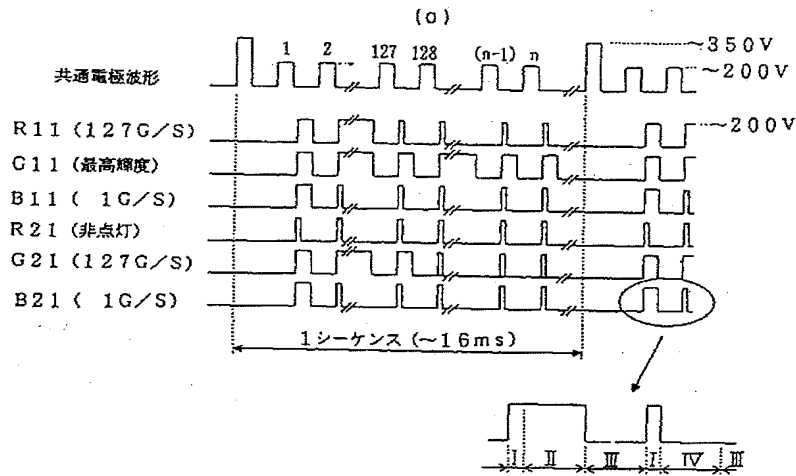 (a)
1 2 127 128 (n-1) n
~350V
~200V
共通電極波形
R11 (127G/S)
~200V
G11 (最高輝度)
B11 ( 1G/S)
R21 (非点灯)
G21 (127G/S)
B21 ( 1G/S)
1シーケンス (~16ms)
I II III I IV III